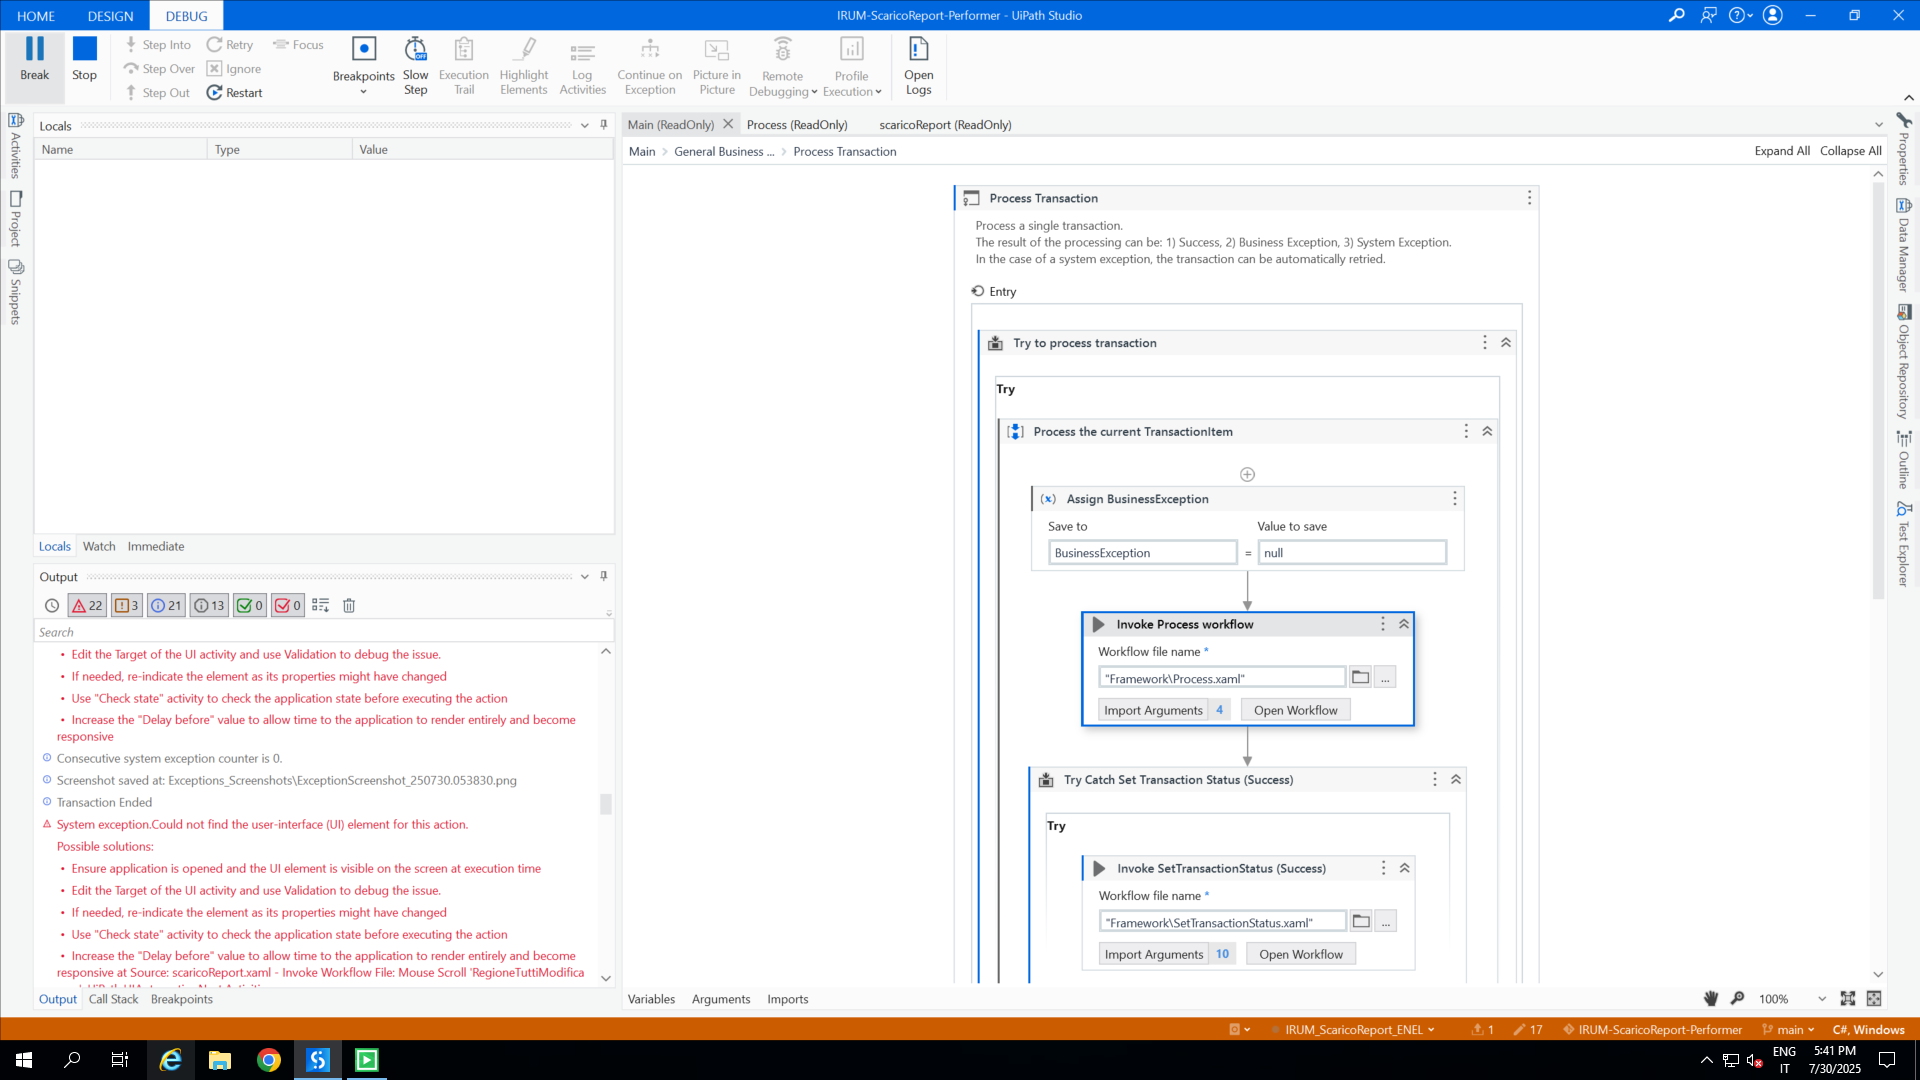 HOME
DESIGN
DEBUG
IRUM-ScaricoReport-Performer - UiPath Studio
Break
Stop
Step Into
Step Over
Step Out
Retry
Ignore
Restart
Focus
Breakpoints
Slow
Step
Execution
Trail
Highlight
Elements
Log
Activities
Continue on
Exception
Picture in
Picture
Remote
Debugging
Profile
Execution
Open
Logs
Activities
Project
Snippets
Locals
Name
Type
Value
Locals
Watch
Immediate
Output
22
3
21
13
0
0
Search
• Edit the Target of the UI activity and use Validation to debug the issue.
• If needed, re-indicate the element as its properties might have changed
• Use "Check state" activity to check the application state before executing the action
• Increase the "Delay before" value to allow time to the application to render entirely and become
responsive
Consecutive system exception counter is 0.
Screenshot saved at: Exceptions_Screenshots\ExceptionScreenshot_250730.053830.png
Transaction Ended
System exception.Could not find the user-interface (UI) element for this action.
Possible solutions:
• Ensure application is opened and the UI element is visible on the screen at execution time
• Edit the Target of the UI activity and use Validation to debug the issue.
• If needed, re-indicate the element as its properties might have changed
• Use "Check state" activity to check the application state before executing the action
• Increase the "Delay before" value to allow time to the application to render entirely and become
responsive at Source: scaricoReport.xaml - Invoke Workflow File: Mouse Scroll 'RegioneTuttiModifica
Output
Call Stack
Breakpoints
Main (ReadOnly)
Process (ReadOnly)
scaricoReport (ReadOnly)
Main > General Business ... > Process Transaction
Expand All
Collapse All
Process Transaction
Process a single transaction.
The result of the processing can be: 1) Success, 2) Business Exception, 3) System Exception.
In the case of a system exception, the transaction can be automatically retried.
Entry
Try to process transaction
Try
Process the current TransactionItem
Assign BusinessException
Save to
Value to save
BusinessException = null
Invoke Process workflow
Workflow file name *
"Framework\Process.xaml"
...
Import Arguments 4
Open Workflow
Try Catch Set Transaction Status (Success)
Try
Invoke SetTransactionStatus (Success)
Workflow file name *
"Framework\SetTransactionStatus.xaml"
...
Import Arguments 10
Open Workflow
Variables
Arguments
Imports
100%
Properties
Data Manager
Object Repository
Outline
Test Explorer
IRUM_ScaricoReport_ENEL
1
17
IRUM-ScaricoReport-Performer
main
C#, Windows
ENG
IT
5:41 PM
7/30/2025